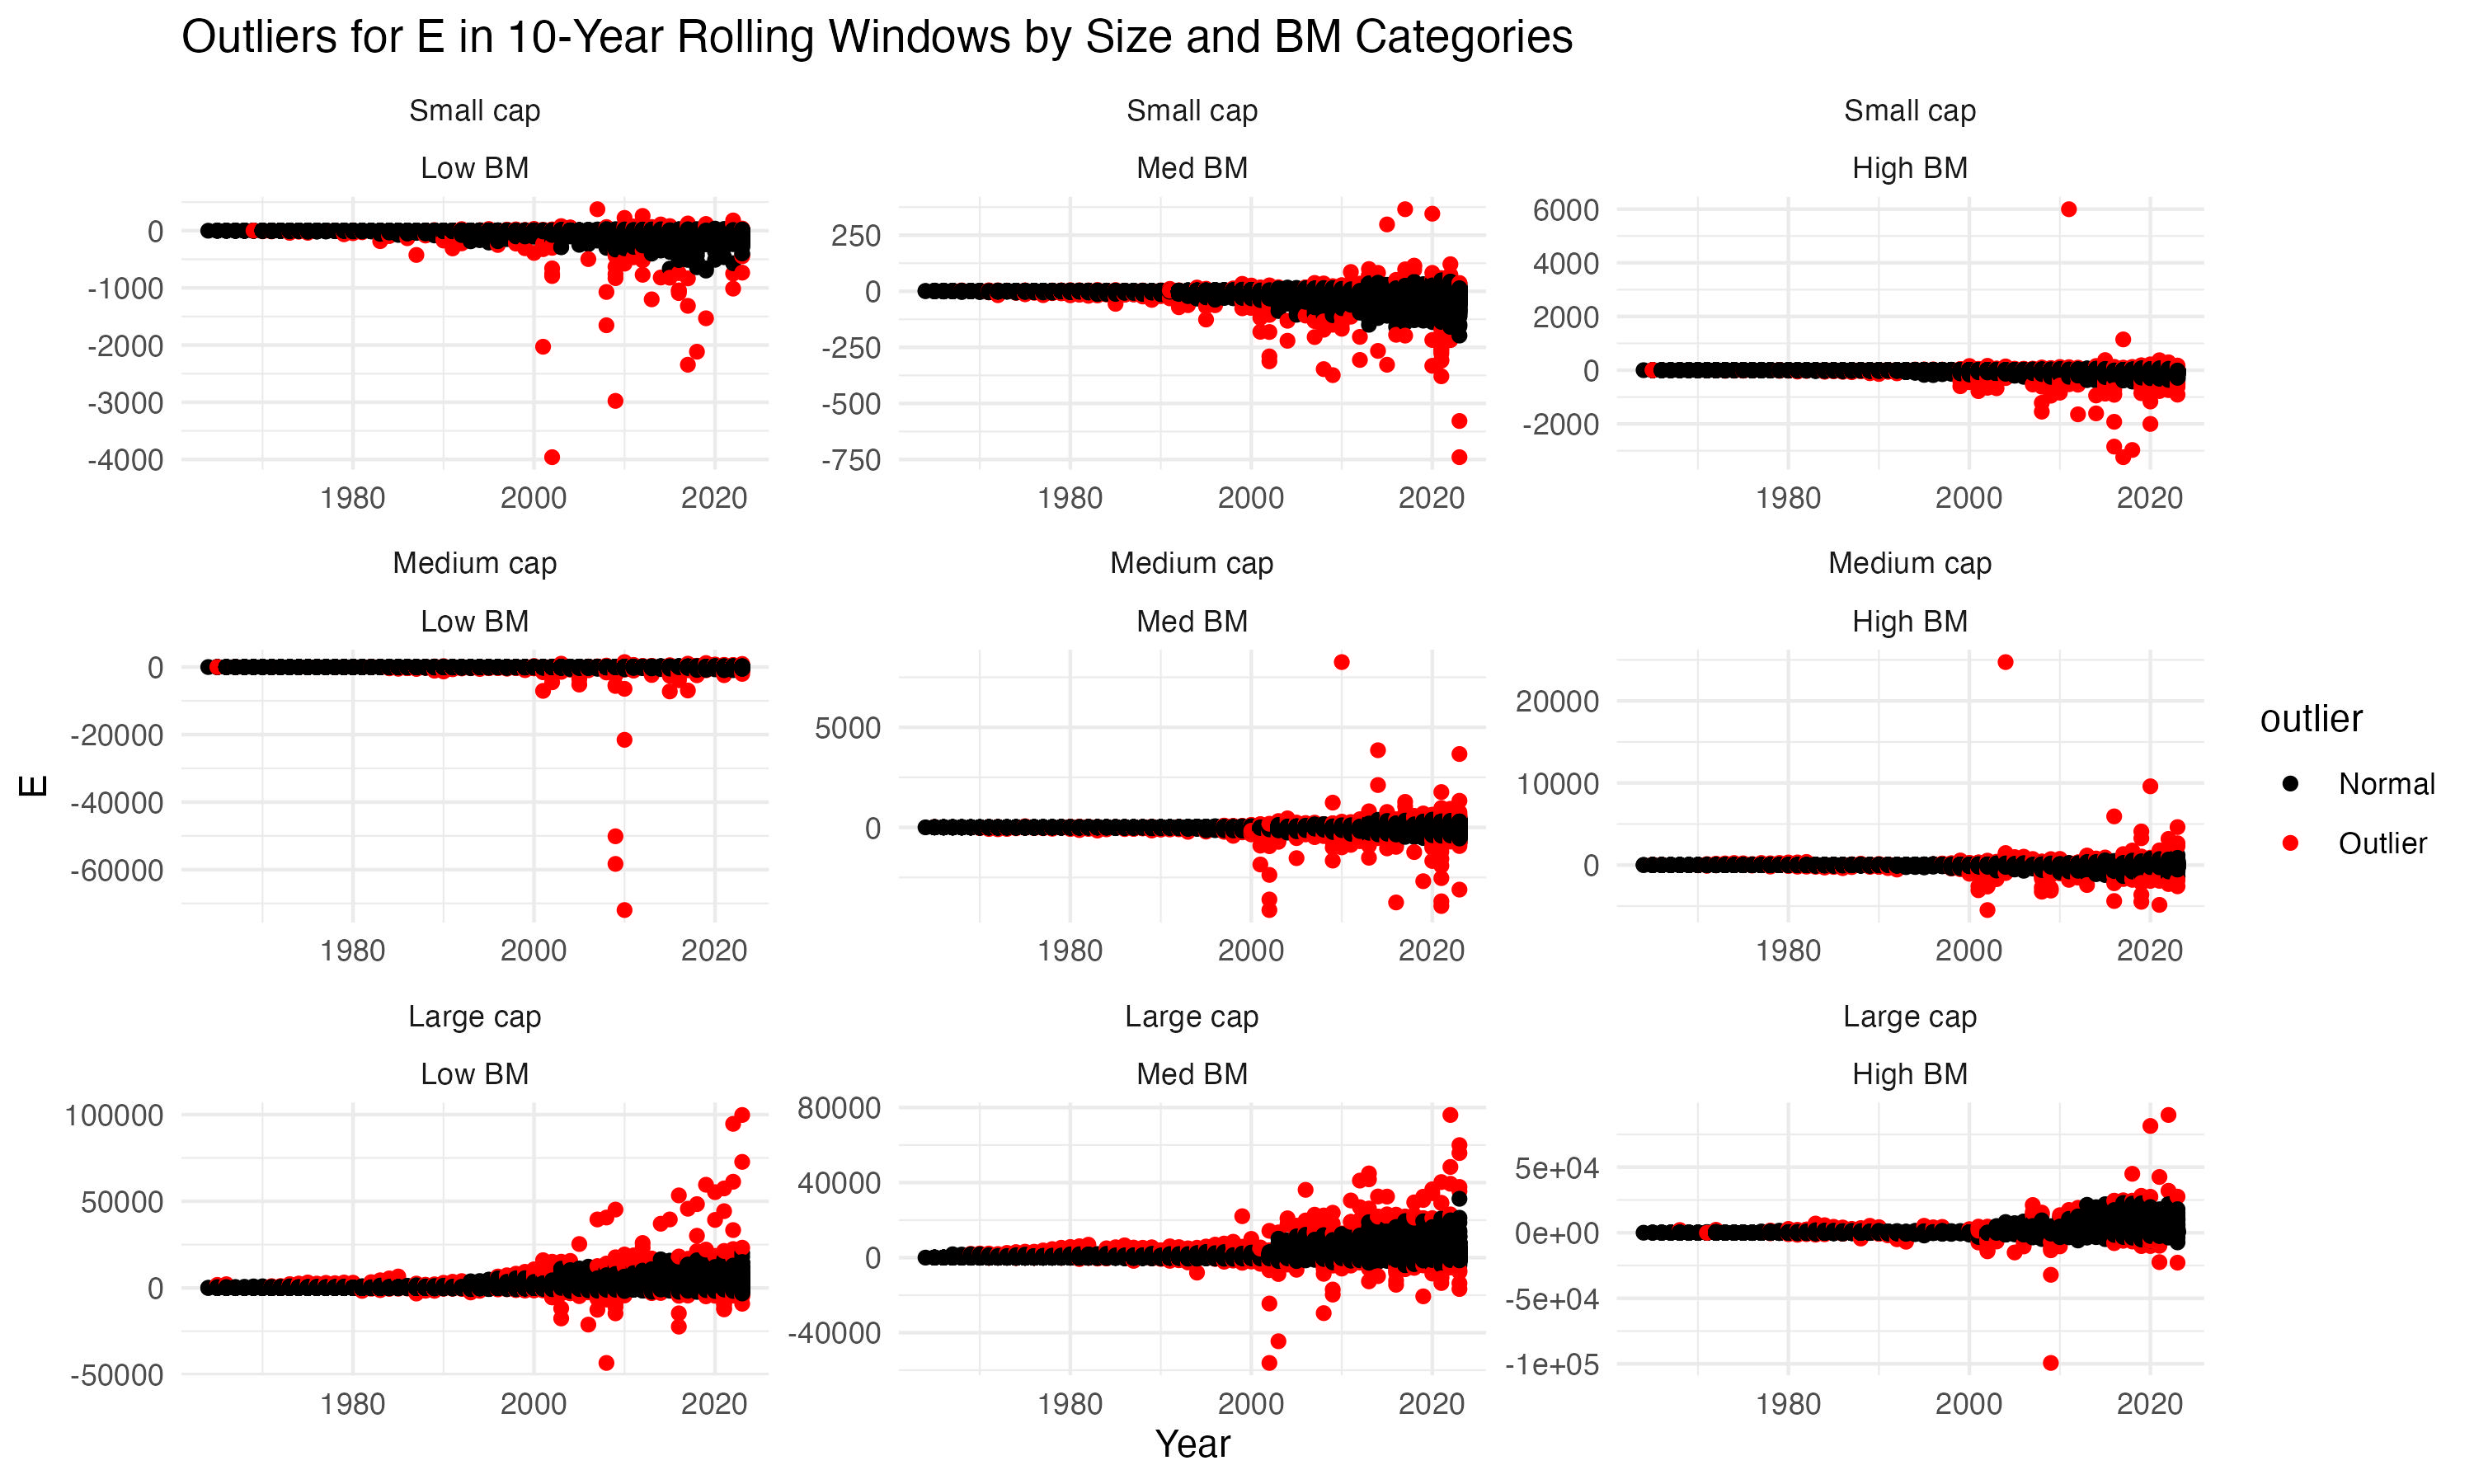 Outliers for E in 10-Year Rolling Windows by Size and BM Categories
Small cap
Low BM
0
-1000
-2000
-3000
-4000
1980 2000 2020
Small cap
Med BM
250
0
-250
-500
-750
1980 2000 2020
Small cap
High BM
6000
4000
2000
0
-2000
1980 2000 2020
Medium cap
Low BM
0
-20000
-40000
-60000
1980 2000 2020
Medium cap
Med BM
5000
0
1980 2000 2020
Medium cap
High BM
20000
10000
0
1980 2000 2020
Large cap
Low BM
100000
50000
0
-50000
1980 2000 2020
Large cap
Med BM
80000
40000
0
-40000
1980 2000 2020
Large cap
High BM
5e+04
0e+00
-5e+04
-1e+05
1980 2000 2020
E
Year
outlier
Normal
Outlier